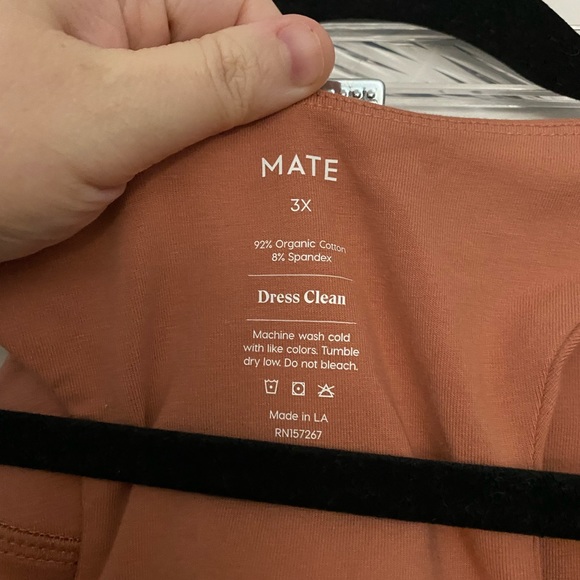 MATE
3X
92% Organic Cotton
8% Spandex
Dress Clean
Machine wash cold
with like colors. Tumble
dry low. Do not bleach.
Made in LA
RN157267